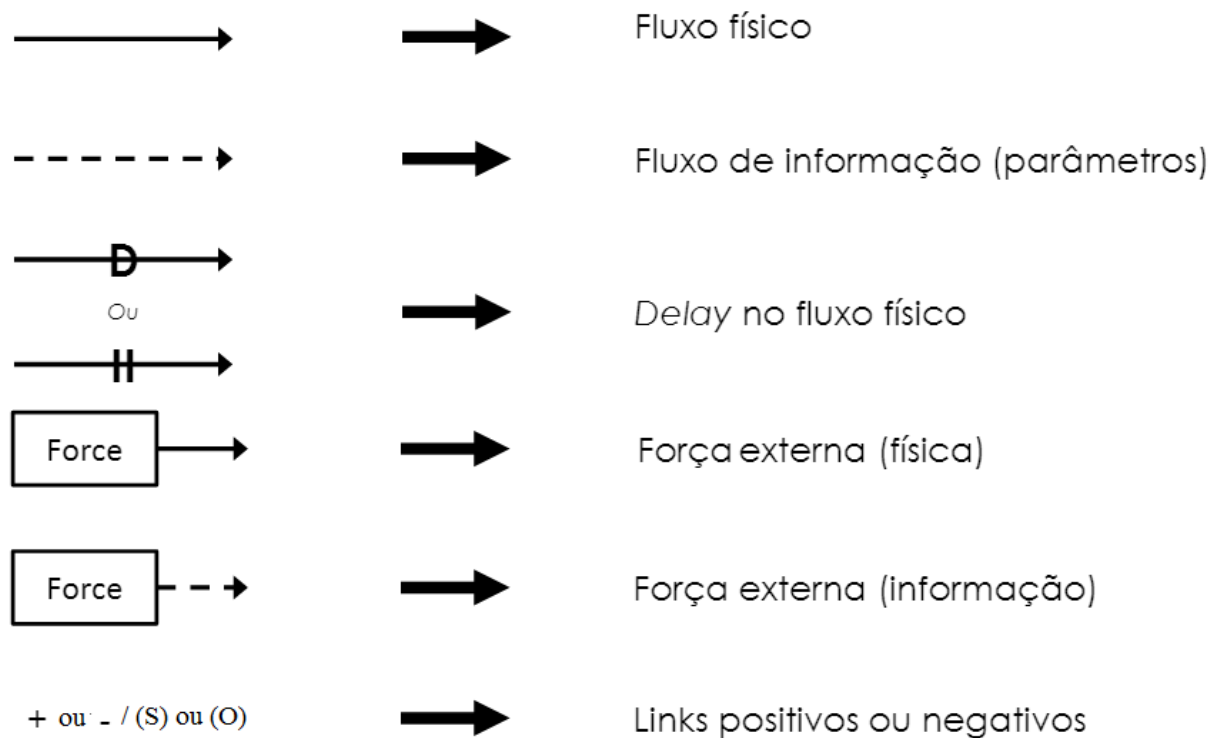 Fluxo físico
Fluxo de informação (parâmetros)
D
Ou
Delay no fluxo físico
Force
Força externa (física)
Force
Força externa (informação)
+ ou - / (S) ou (O)
Links positivos ou negativos